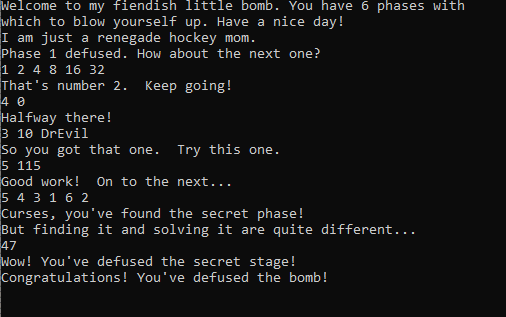 Welcome to my fiendish little bomb. You have 6 phases with
which to blow yourself up. Have a nice day!
I am just a renegade hockey mom.
Phase 1 defused. How about the next one?
1 2 4 8 16 32
That's number 2.  Keep going!
4 0
Halfway there!
3 10 DrEvil
So you got that one.  Try this one.
5 115
Good work!  On to the next...
5 4 3 1 6 2
Curses, you've found the secret phase!
But finding it and solving it are quite different...
47
Wow! You've defused the secret stage!
Congratulations! You've defused the bomb!